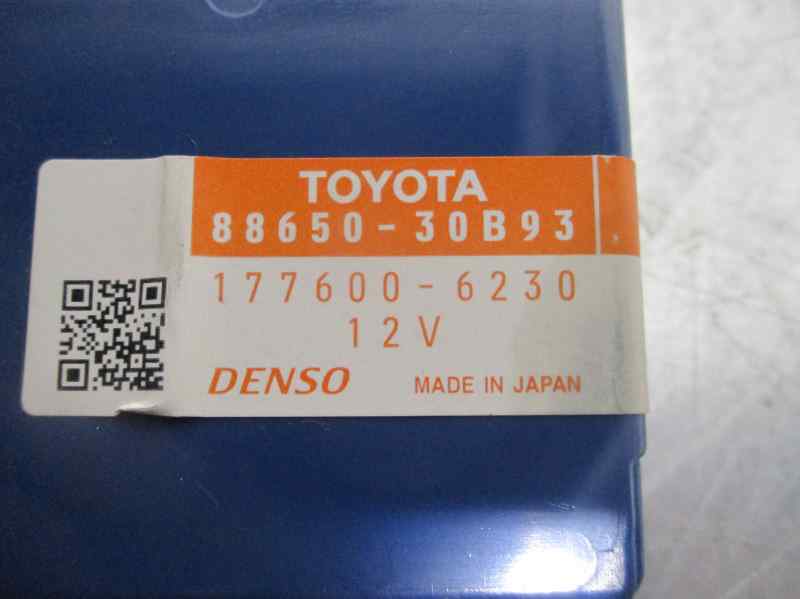 TOYOTA
88650-30B93
177600-6230
12V
DENSO MADE IN JAPAN